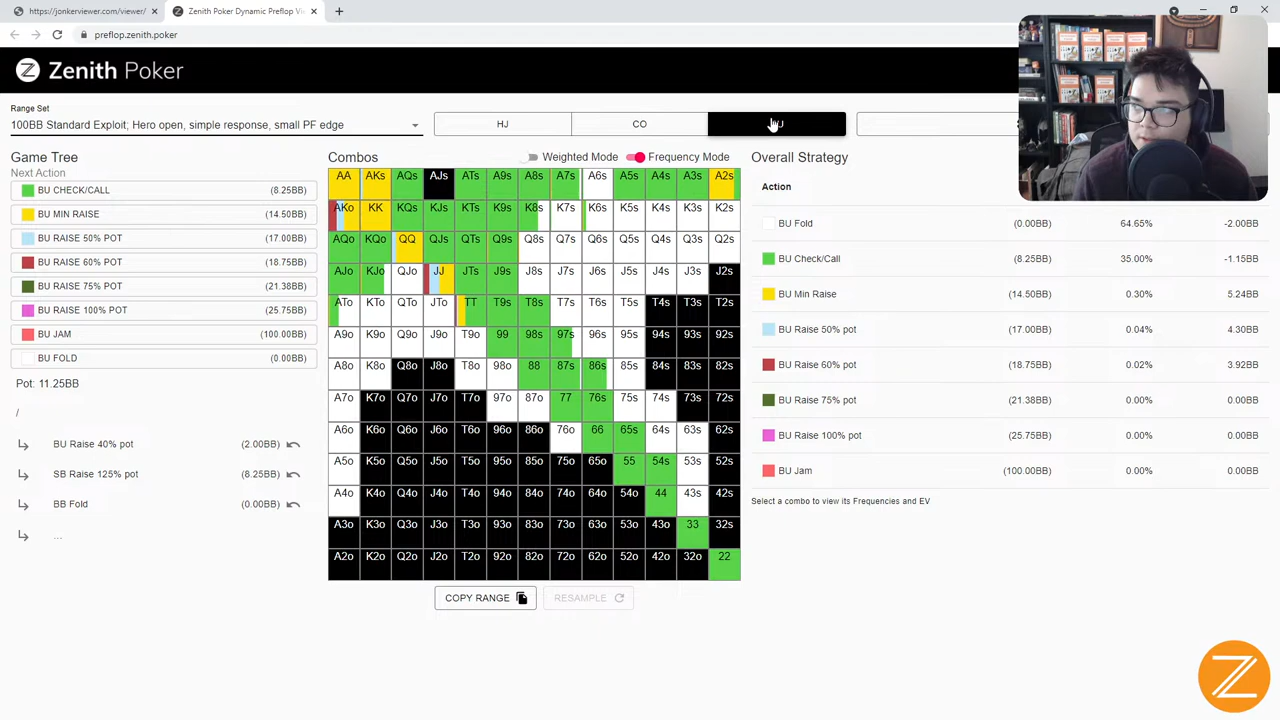 https://jonkerviewer.com/viewer/
Zenith Poker Dynamic Preflop View
preflop.zenith.poker
Zenith Poker
Range Set
100BB Standard Exploit; Hero open, simple response, small PF edge
HJ
CO
Game Tree
Next Action
BU CHECK/CALL (8.25BB)
BU MIN RAISE (14.50BB)
BU RAISE 50% POT (17.00BB)
BU RAISE 60% POT (18.75BB)
BU RAISE 75% POT (21.38BB)
BU RAISE 100% POT (25.75BB)
BU JAM (100.00BB)
BU FOLD (0.00BB)
Pot: 11.25BB
/
BU Raise 40% pot (2.00BB)
SB Raise 125% pot (8.25BB)
BB Fold (0.00BB)
...
Combos
Weighted Mode
Frequency Mode
AA AKs AQs AJs ATs A9s A8s A7s A6s A5s A4s A3s A2s
AKo KK KQs KJs KTs K9s K8s K7s K6s K5s K4s K3s K2s
AQo KQo QQ QJs QTs Q9s Q8s Q7s Q6s Q5s Q4s Q3s Q2s
AJo KJo QJo JJ JTs J9s J8s J7s J6s J5s J4s J3s J2s
ATo KTo QTo JTo TT T9s T8s T7s T6s T5s T4s T3s T2s
A9o K9o Q9o J9o T9o 99 98s 97s 96s 95s 94s 93s 92s
A8o K8o Q8o J8o T8o 98o 88 87s 86s 85s 84s 83s 82s
A7o K7o Q7o J7o T7o 97o 87o 77 76s 75s 74s 73s 72s
A6o K6o Q6o J6o T6o 96o 86o 76o 66 65s 64s 63s 62s
A5o K5o Q5o J5o T5o 95o 85o 75o 65o 55 54s 53s 52s
A4o K4o Q4o J4o T4o 94o 84o 74o 64o 54o 44 43s 42s
A3o K3o Q3o J3o T3o 93o 83o 73o 63o 53o 43o 33 32s
A2o K2o Q2o J2o T2o 92o 82o 72o 62o 52o 42o 32o 22
COPY RANGE
RESAMPLE
Overall Strategy
Action
BU Fold (0.00BB) 64.65% -2.00BB
BU Check/Call (8.25BB) 35.00% -1.15BB
BU Min Raise (14.50BB) 0.30% 5.24BB
BU Raise 50% pot (17.00BB) 0.04% 4.30BB
BU Raise 60% pot (18.75BB) 0.02% 3.92BB
BU Raise 75% pot (21.38BB) 0.00% 0.00BB
BU Raise 100% pot (25.75BB) 0.00% 0.00BB
BU Jam (100.00BB) 0.00% 0.00BB
Select a combo to view its Frequencies and EV